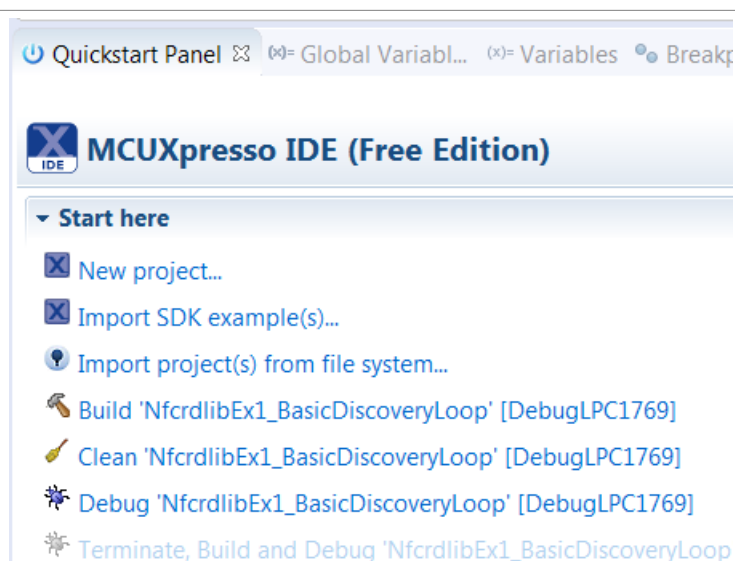 Quickstart Panel (x)= Global Variabl... (x)= Variables Breakp
IDE MCUXpresso IDE (Free Edition)
Start here
New project...
Import SDK example(s)...
Import project(s) from file system...
Build 'NfcrdlibEx1_BasicDiscoveryLoop' [DebugLPC1769]
Clean 'NfcrdlibEx1_BasicDiscoveryLoop' [DebugLPC1769]
Debug 'NfcrdlibEx1_BasicDiscoveryLoop' [DebugLPC1769]
Terminate, Build and Debug 'NfcrdlibEx1_BasicDiscoveryLoop